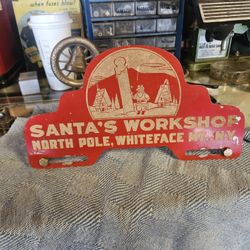 SANTA'S WORKSHOP
NORTH POLE, WHITEFACE MT. N.Y.